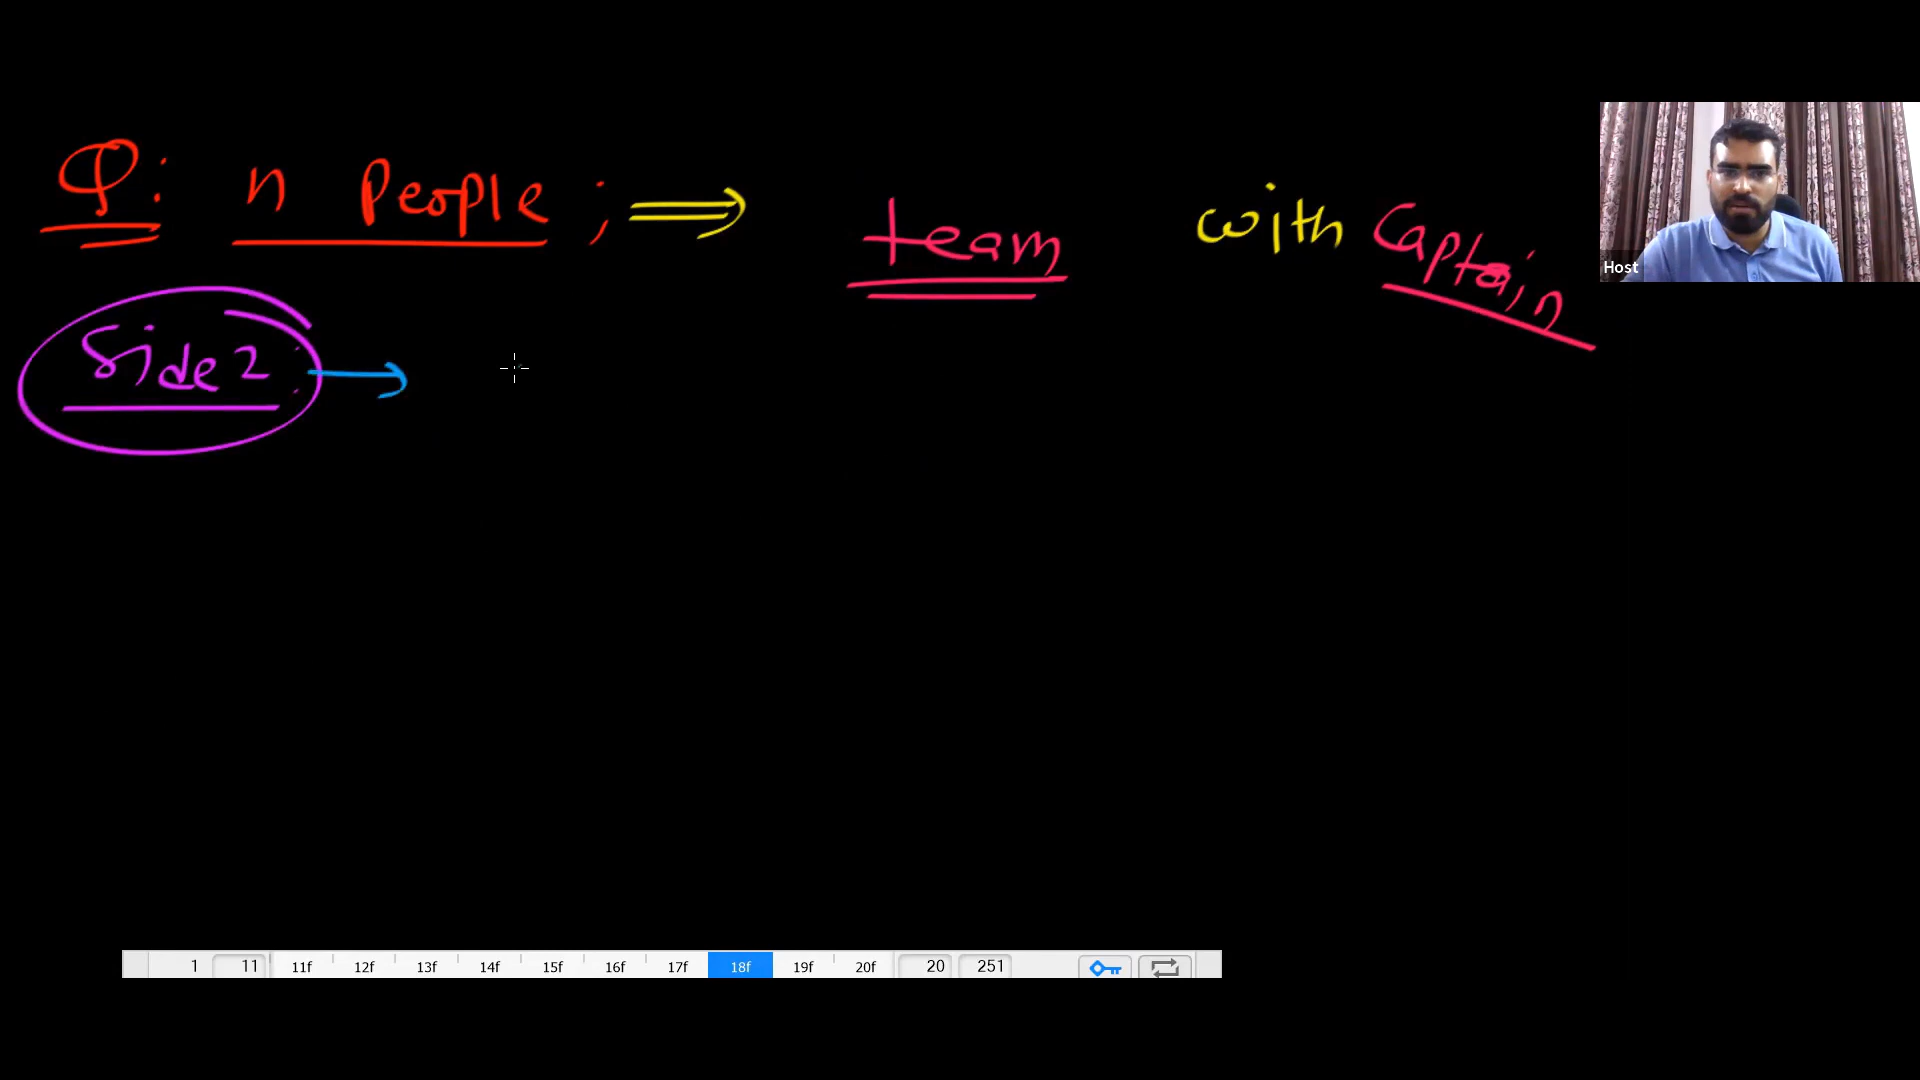 Q: n People ; ⇒ team with Captain
Host
Side 2: →
1 11 11f 12f 13f 14f 15f 16f 17f 18f 19f 20f 20 251